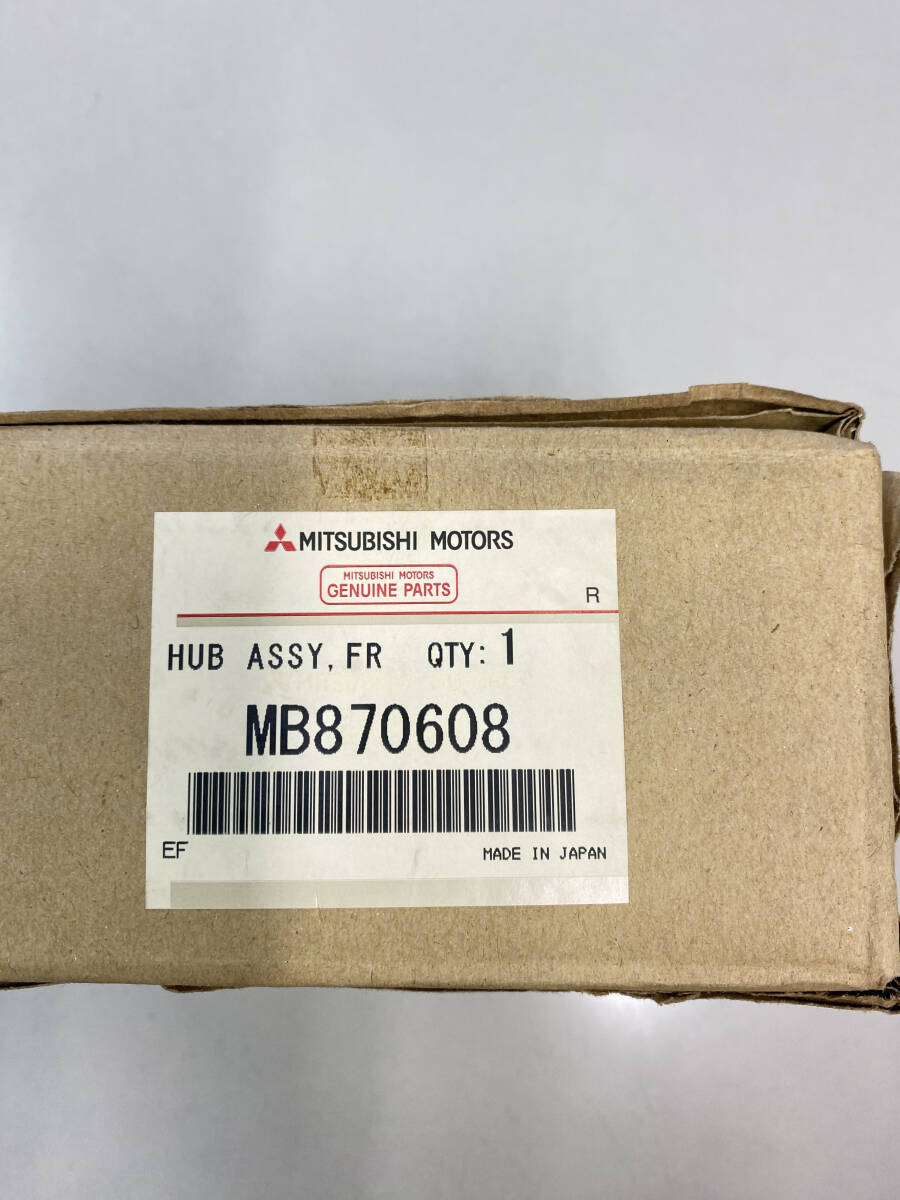 MITSUBISHI MOTORS
MITSUBISHI MOTORS
GENUINE PARTS
R
HUB ASSY, FR QTY: 1
MB870608
EF
MADE IN JAPAN